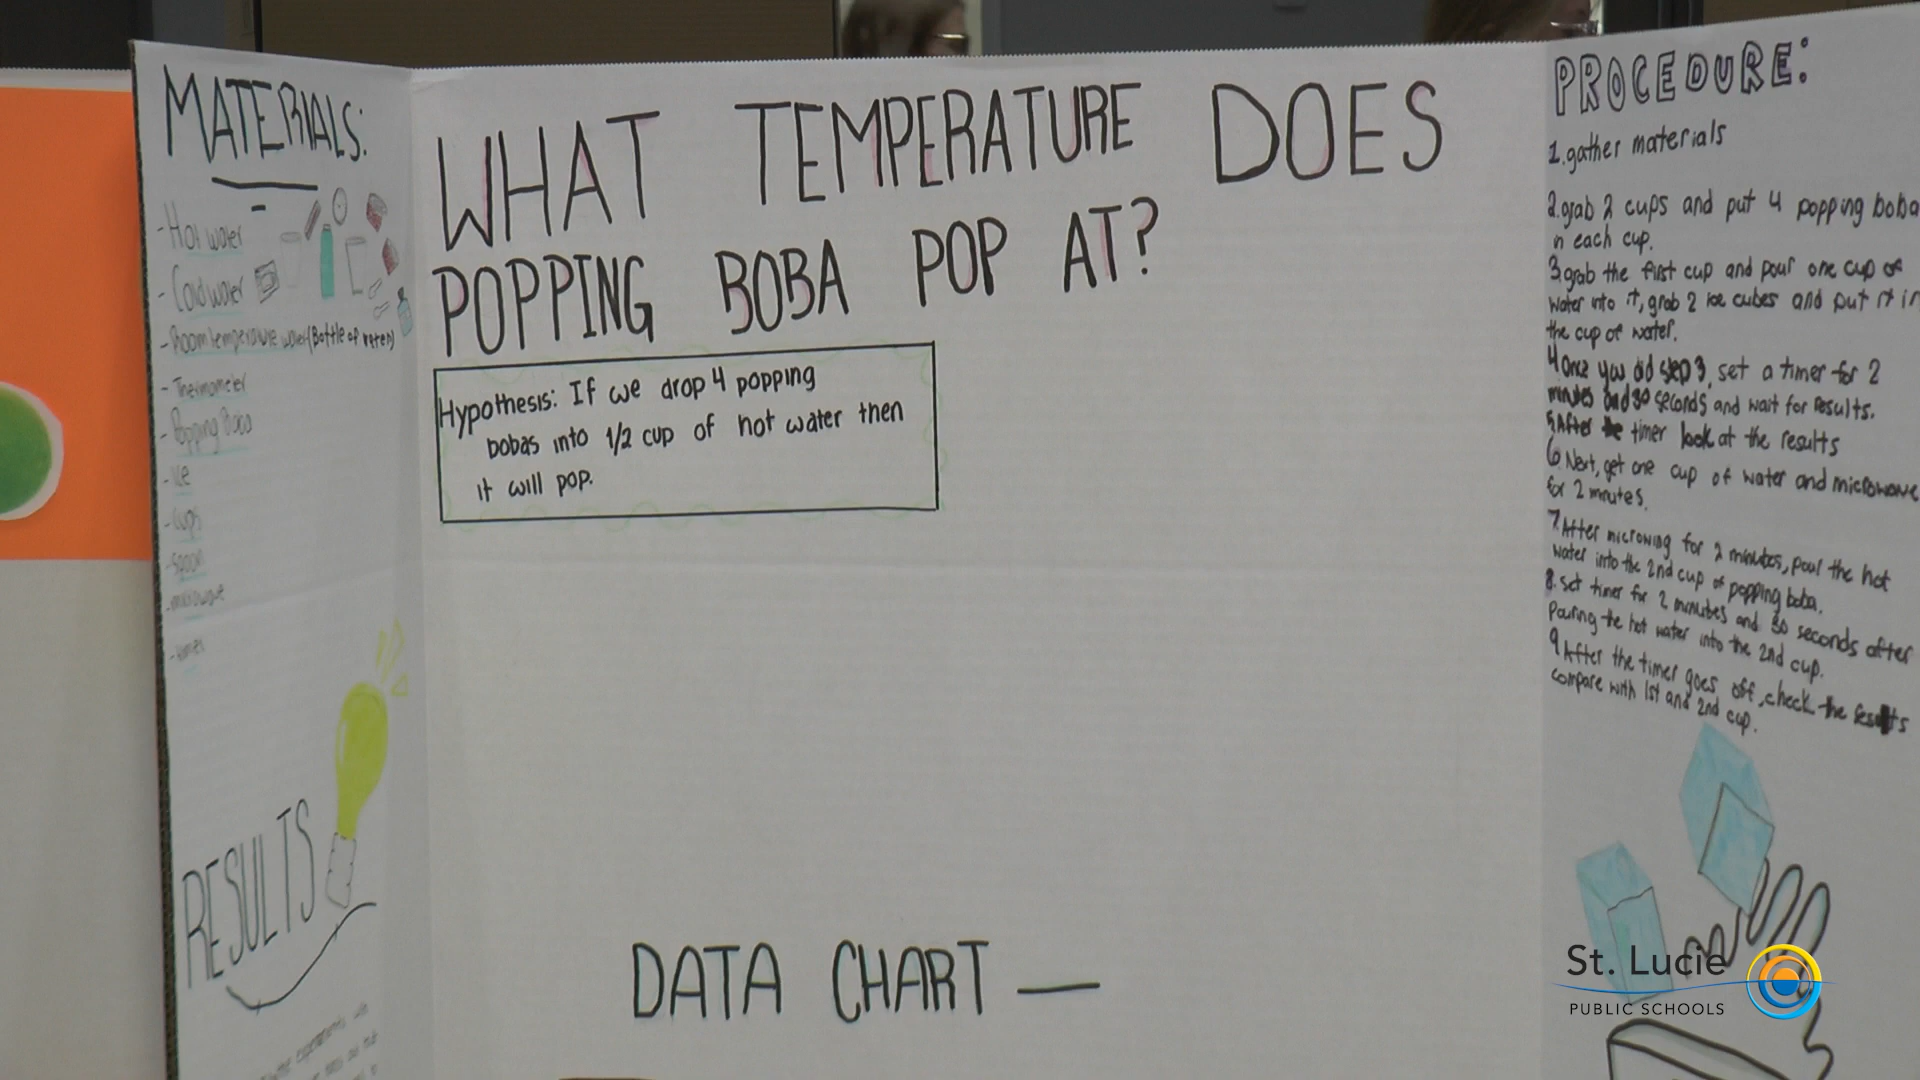 MATERIALS:
-Hot water
-Cold water
-Room temperature water (Bottle of water)
-Thermometer
-Popping Boba
-Ice
-Cups
-Spoon
-microwave
RESULTS
WHAT TEMPERATURE DOES
POPPING BOBA POP AT?
Hypothesis: If we drop 4 popping
bobas into 1/2 cup of hot water then
it will pop.
DATA CHART —
PROCEDURE:
1.gather materials
2.grab 2 cups and put 4 popping boba
in each cup.
3.grab the first cup and pour one cup of
water into it, grab 2 ice cubes and put it in
the cup of water.
4 Once you did step 3, set a timer for 2
minutes and 30 seconds and wait for results.
5.After the timer look at the results
6. Next, get one cup of water and microwave
for 2 minutes.
7.After microwing for 2 minutes, pour the hot
water into the 2nd cup of popping boba.
8. set timer for 2 minutes and 30 seconds after
pouring the hot water into the 2nd cup.
9 After the timer goes off, check the results
compare with 1st and 2nd cup.
St. Lucie
PUBLIC SCHOOLS